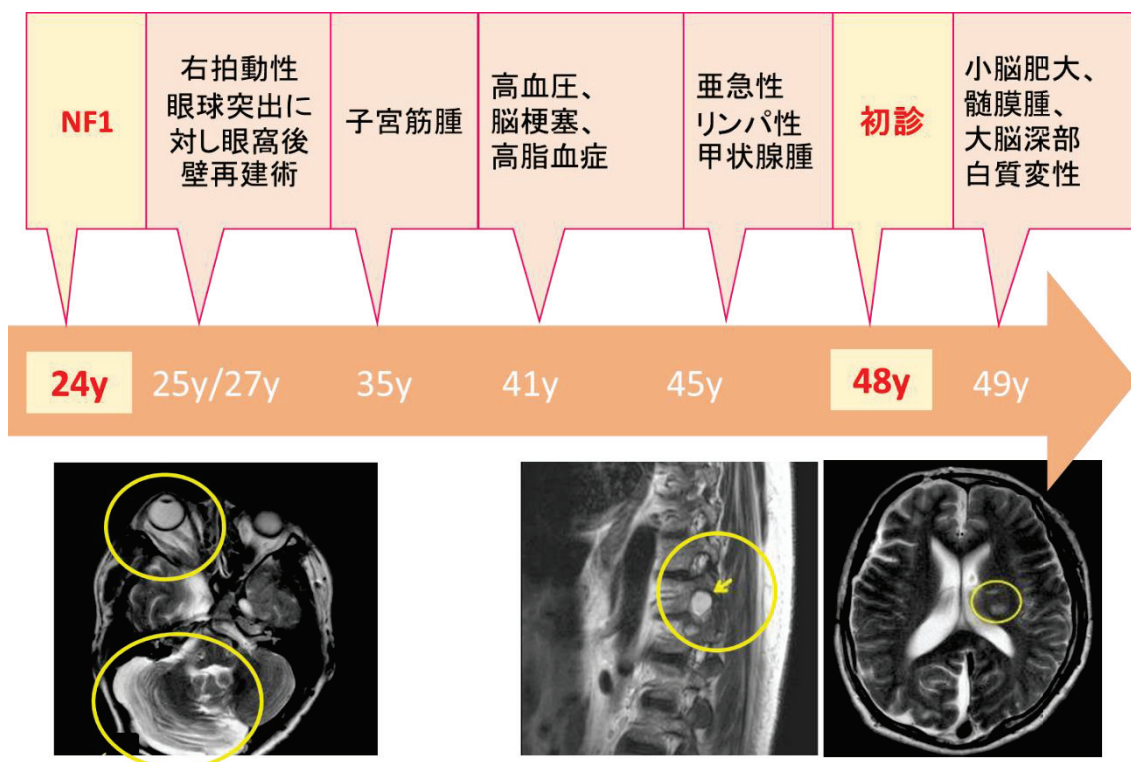 NF1
右拍動性
眼球突出に
対し眼窩後
壁再建術
子宮筋腫
高血圧、
脳梗塞、
高脂血症
亜急性
リンパ性
甲状腺腫
初診
小脳肥大、
髄膜腫、
大脳深部
白質変性
24y
25y/27y
35y
41y
45y
48y
49y